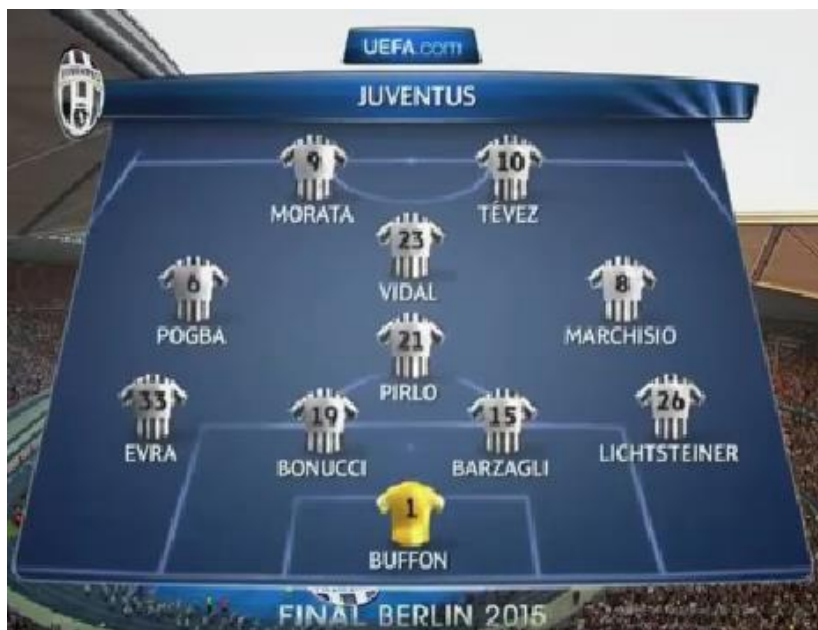 UEFA.com
JUVENTUS
9
10
MORATA
TÉVEZ
23
VIDAL
6
8
POGBA
MARCHISIO
21
PIRLO
33
19
15
26
EVRA
BONUCCI
BARZAGLI
LICHTSTEINER
1
BUFFON
FINAL BERLIN 2015